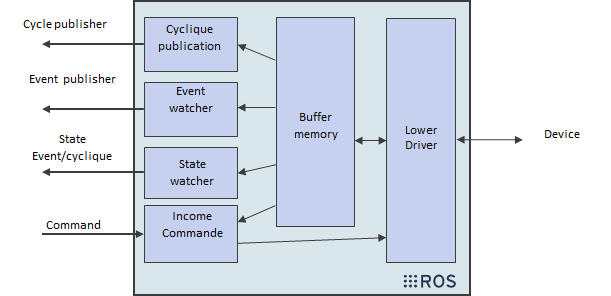 Cycle publisher
Cyclique
publication
Event publisher
Event
watcher
State
Event/cyclique
State
watcher
Command
Income
Commande
Buffer
memory
Lower
Driver
Device
ROS